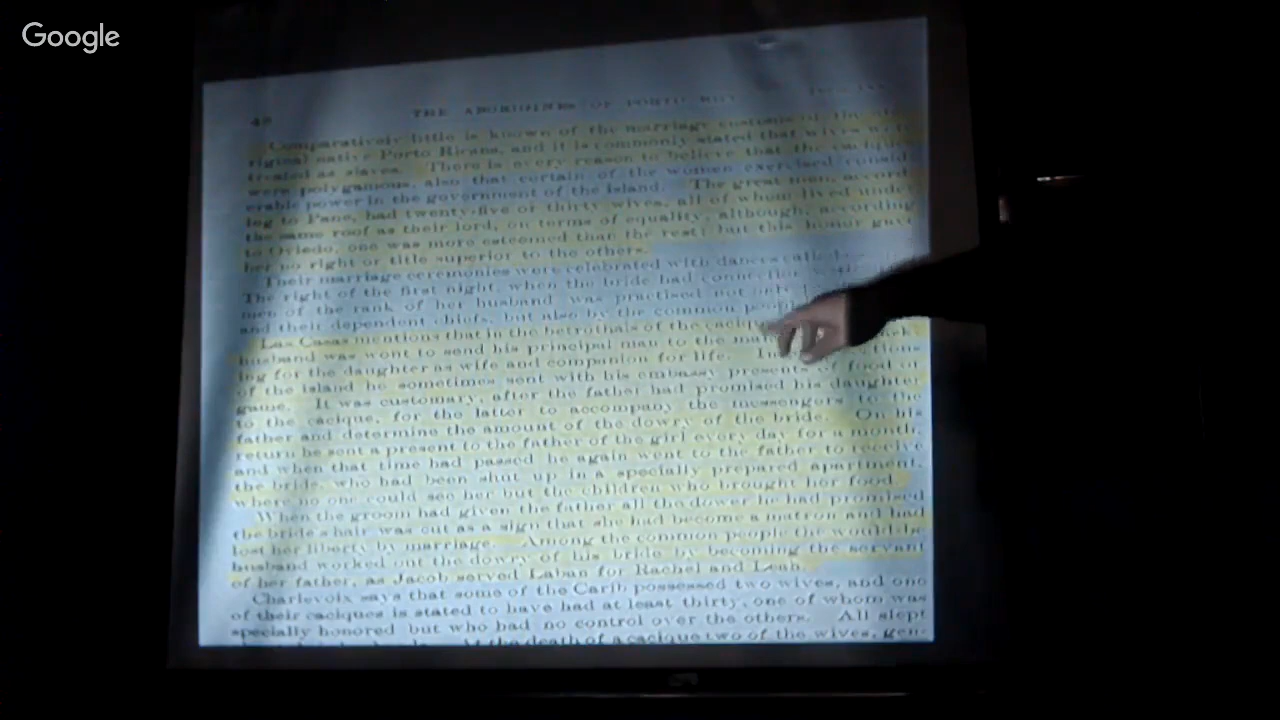 Google
48
THE ABORIGINES OF PORTO RICO
Comparatively little is known of the marriage customs of the
riginal native Porto Ricans, and it is commonly stated that wives were
treated as slaves. There is every reason to believe that the caciques
were polygamous, also that certain of the women exercised consid-
erable power in the government of the island. The great men, accord-
ing to Pane, had twenty-five or thirty wives, all of whom lived under
the same roof as their lord, on terms of equality, although, according
to Oviedo, one was more esteemed than the rest; but this honor gave
her no right or title superior to the others.
Their marriage ceremonies were celebrated with dances called
The right of the first night, when the bride had connection with
men of the rank of her husband was practised not only
and their dependent chiefs, but also by the common people
Las Casas mentions that in the betrothals of the caciq
husband was wont to send his principal man to the
ing for the daughter as wife and companion for life. In
of the island he sometimes sent with his embassy presents of food or
game. It was customary, after the father had promised his daughter
to the cacique, for the latter to accompany the messengers to the
father and determine the amount of the dowry of the bride. On his
return he sent a present to the father of the girl every day for a month,
and when that time had passed he again went to the father to receive
the bride, who had been shut up in a specially prepared apartment,
where no one could see her but the children who brought her food.
When the groom had given the father all the dower he had promised
the bride's hair was cut as a sign that she had become a matron and had
lost her liberty by marriage. Among the common people the would-be
husband worked out the dowry of his bride by becoming the servant
of her father, as Jacob served Laban for Rachel and Leah.
Charlevoix says that some of the Carib possessed two wives, and one
of their caciques is stated to have had at least thirty, one of whom was
specially honored but who had no control over the others. All slept
At the death of a cacique two of the wives, gen-